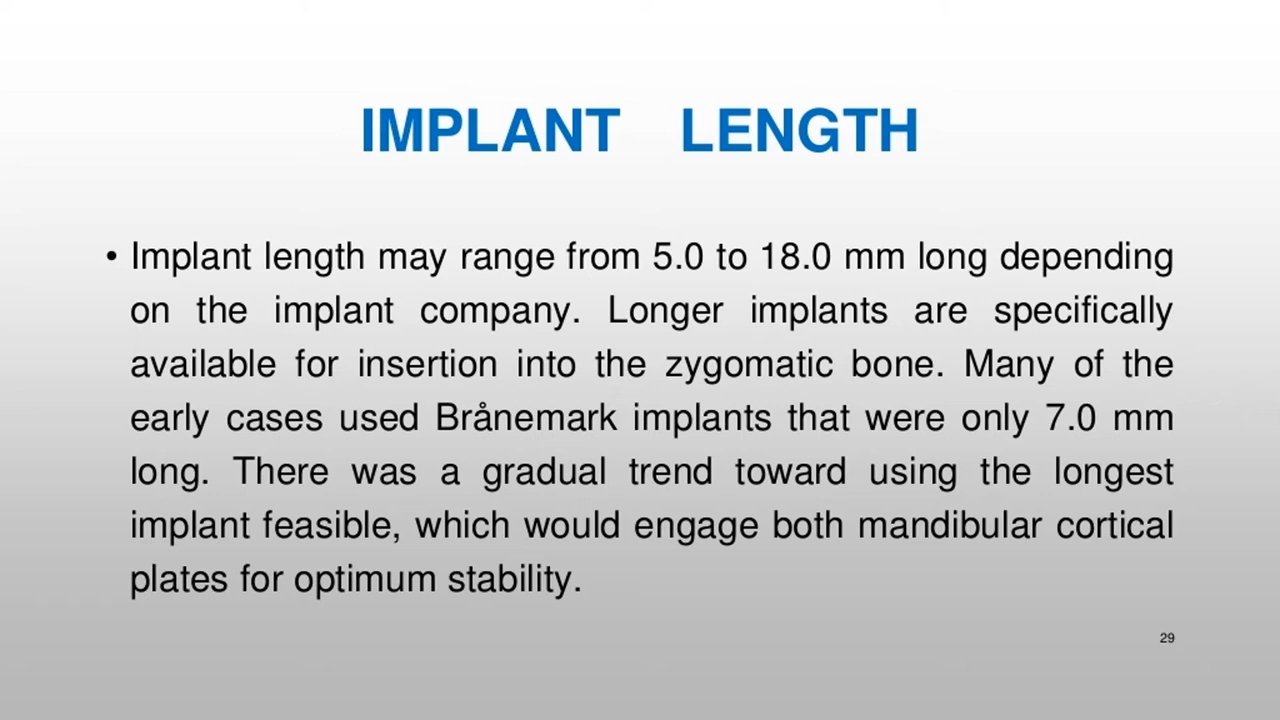 IMPLANT LENGTH
• Implant length may range from 5.0 to 18.0 mm long depending
on the implant company. Longer implants are specifically
available for insertion into the zygomatic bone. Many of the
early cases used Brånemark implants that were only 7.0 mm
long. There was a gradual trend toward using the longest
implant feasible, which would engage both mandibular cortical
plates for optimum stability.
29